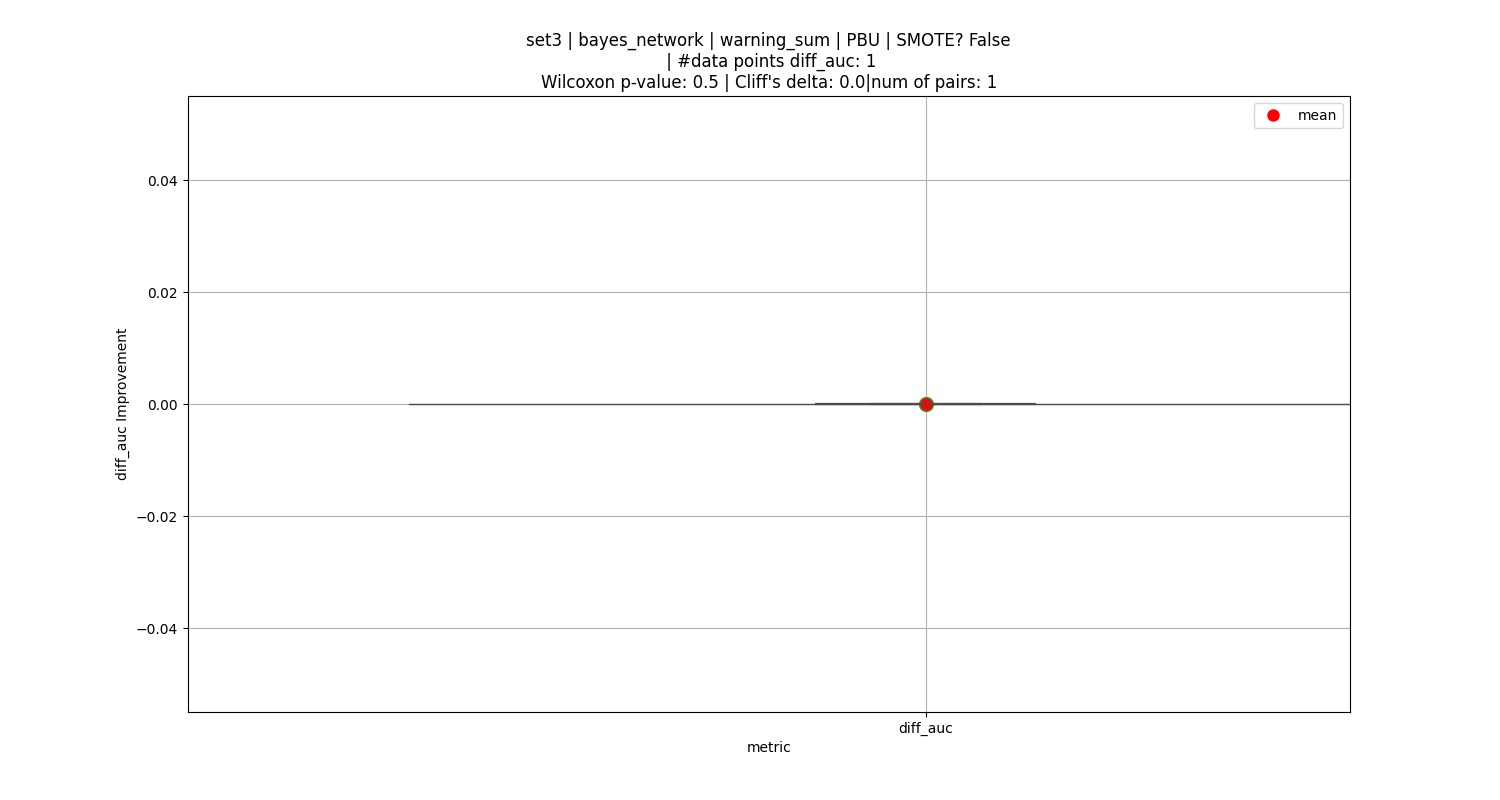 set3 | bayes_network | warning_sum | PBU | SMOTE? False
| #data points diff_auc: 1
Wilcoxon p-value: 0.5 | Cliff's delta: 0.0|num of pairs: 1
mean
0.04
0.02
0.00
−0.02
−0.04
diff_auc Improvement
diff_auc
metric